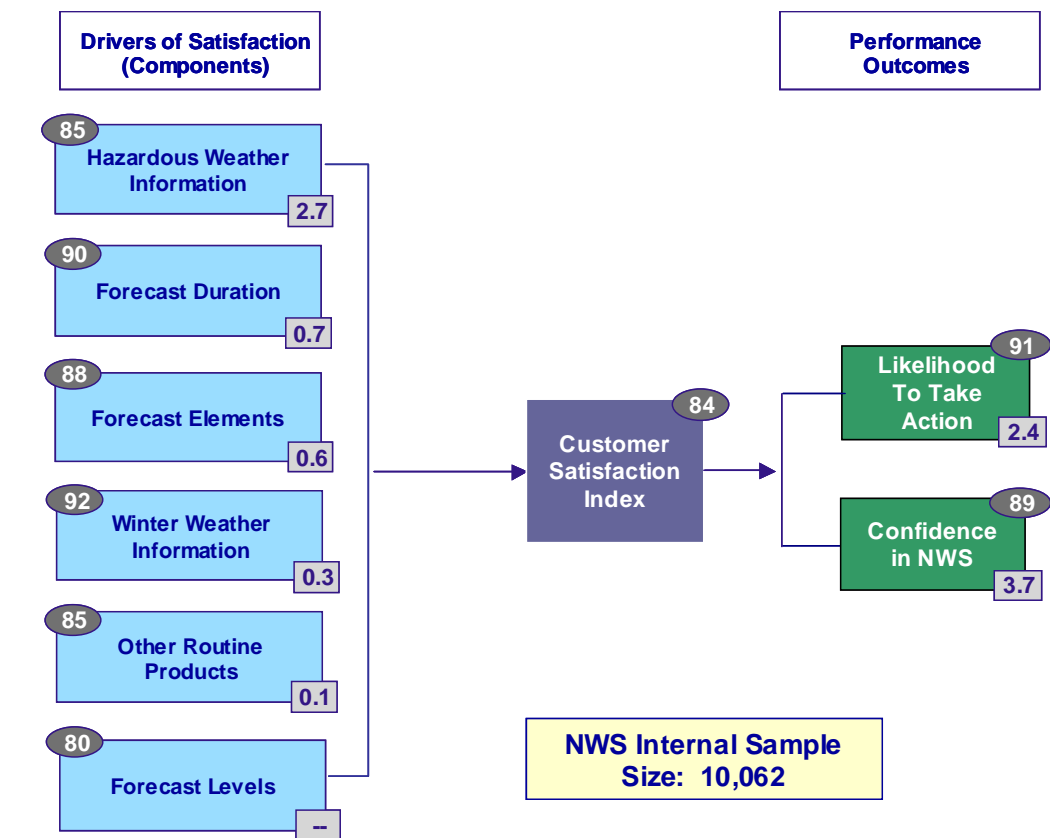 Drivers of Satisfaction
(Components)
Performance
Outcomes
85
Hazardous Weather
Information
2.7
90
Forecast Duration
0.7
88
Forecast Elements
0.6
92
Winter Weather
Information
0.3
85
Other Routine
Products
0.1
80
Forecast Levels
--
84
Customer
Satisfaction
Index
91
Likelihood
To Take
Action
2.4
89
Confidence
in NWS
3.7
NWS Internal Sample
Size: 10,062